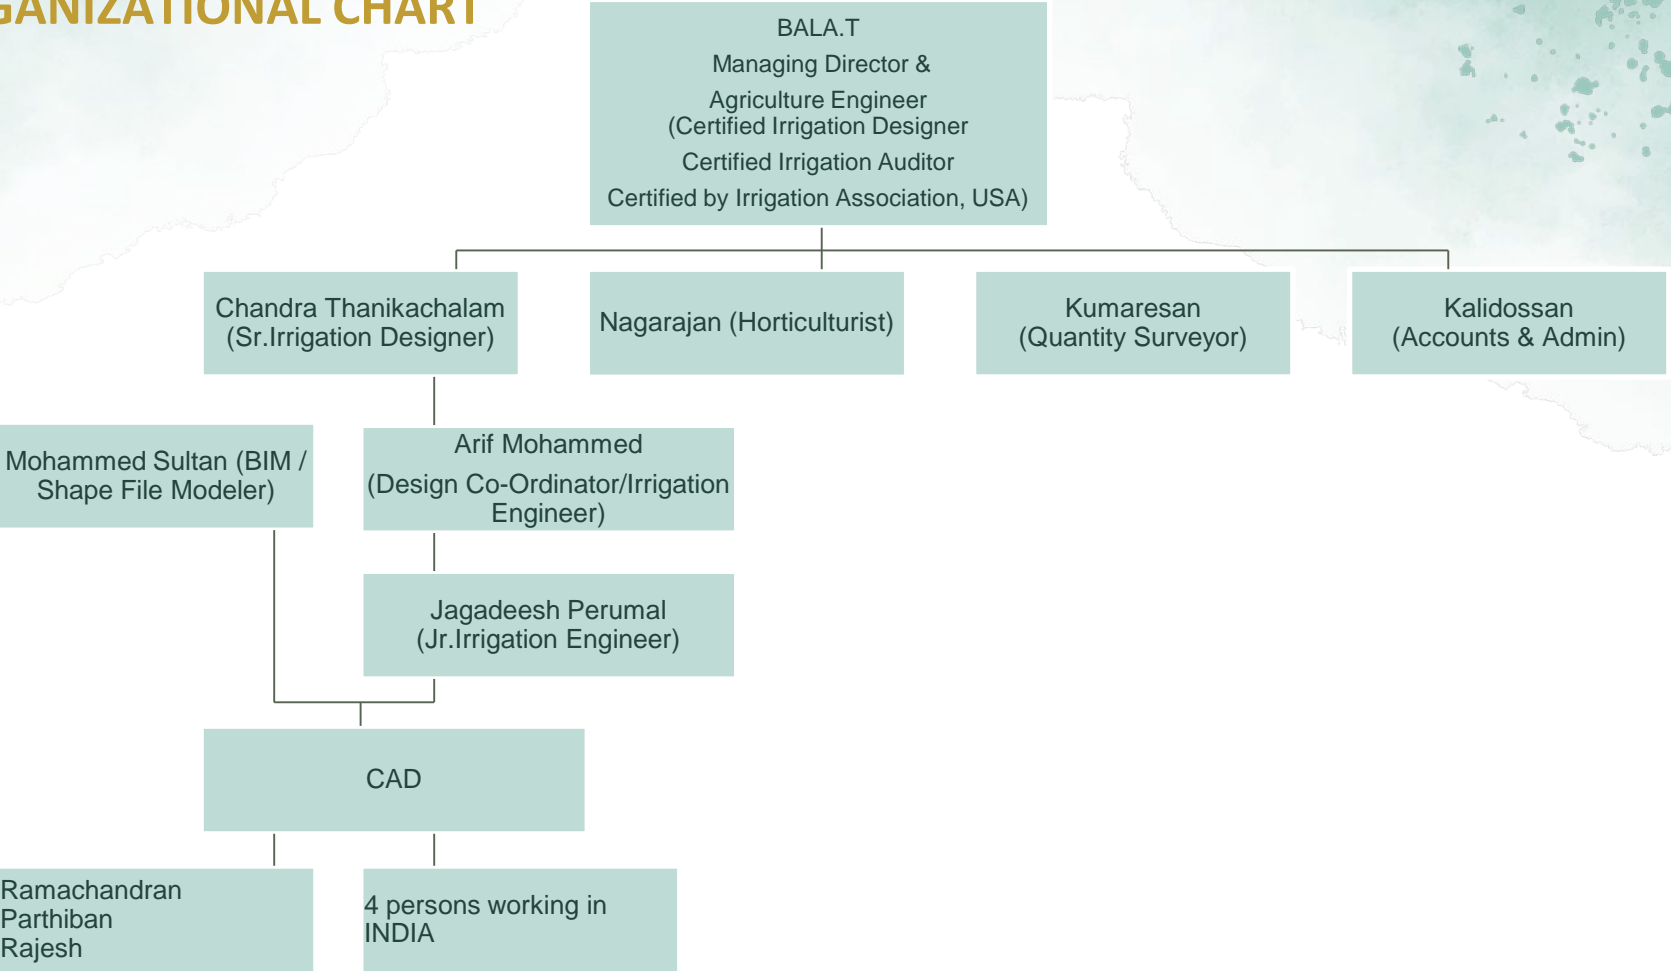 GANIZATIONAL CHART
BALA.T
Managing Director &
Agriculture Engineer
(Certified Irrigation Designer
Certified Irrigation Auditor
Certified by Irrigation Association, USA)
Chandra Thanikachalam
(Sr.Irrigation Designer)
Nagarajan (Horticulturist)
Kumaresan
(Quantity Surveyor)
Kalidossan
(Accounts & Admin)
Mohammed Sultan (BIM /
Shape File Modeler)
Arif Mohammed
(Design Co-Ordinator/Irrigation
Engineer)
Jagadeesh Perumal
(Jr.Irrigation Engineer)
CAD
Ramachandran
Parthiban
Rajesh
4 persons working in
INDIA